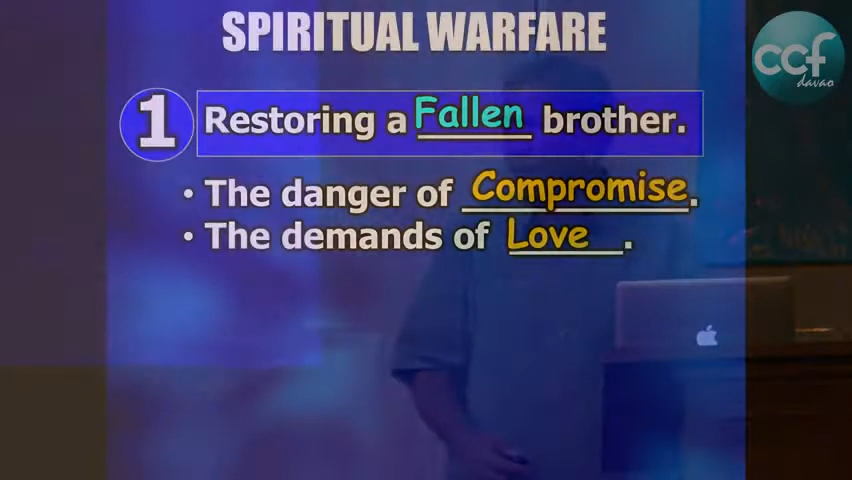 SPIRITUAL WARFARE
ccf
davao
1 Restoring a Fallen brother.
• The danger of Compromise.
• The demands of Love.